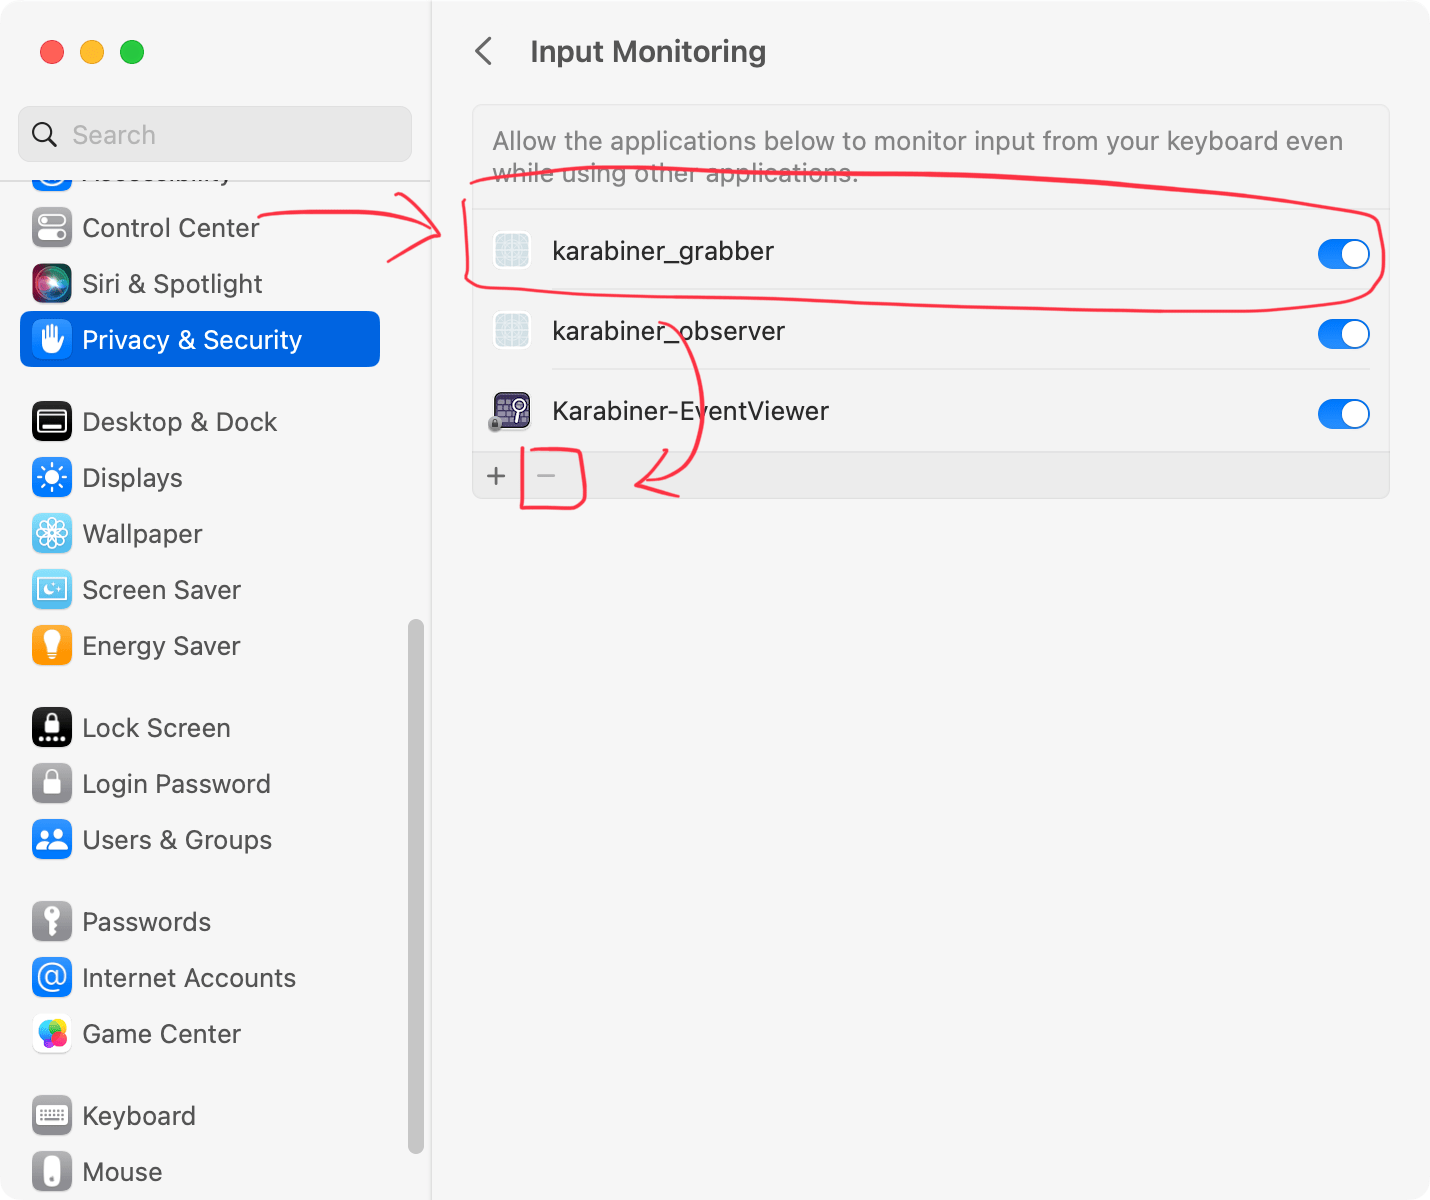 Search
Accessibility
Control Center
Siri & Spotlight
Privacy & Security
Desktop & Dock
Displays
Wallpaper
Screen Saver
Energy Saver
Lock Screen
Login Password
Users & Groups
Passwords
Internet Accounts
Game Center
Keyboard
Mouse
Input Monitoring
Allow the applications below to monitor input from your keyboard even
while using other applications.
karabiner_grabber
karabiner_observer
Karabiner-EventViewer